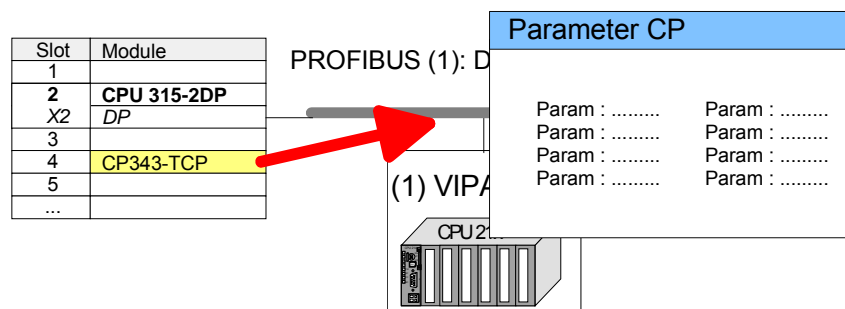 Slot Module
1
2 CPU 315-2DP
X2 DP
3
4 CP343-TCP
5
...
PROFIBUS (1): D
(1) VIPA
CPU 21
Parameter CP
Param : ......... Param : .........
Param : ......... Param : .........
Param : ......... Param : .........
Param : ......... Param : .........